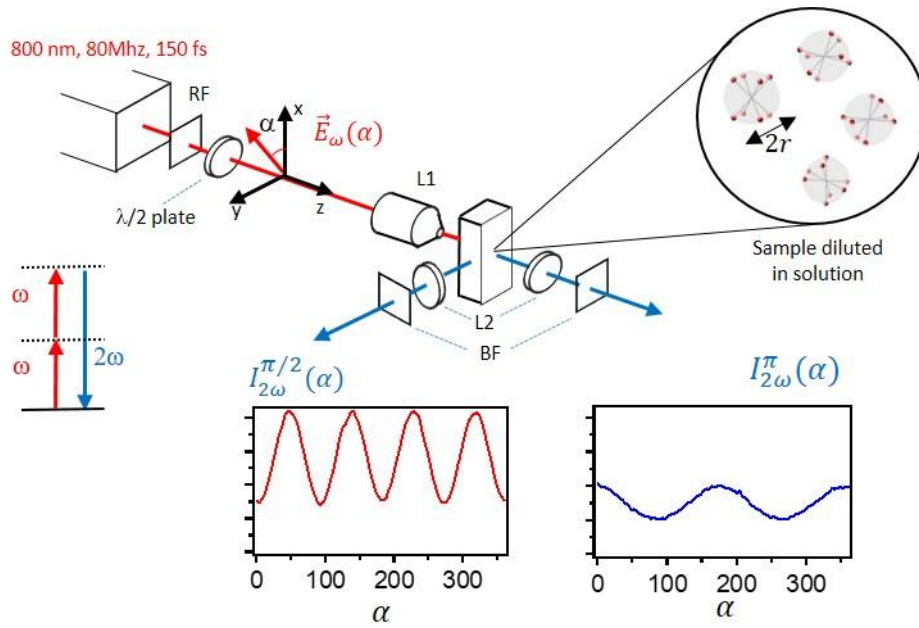 800 nm, 80Mhz, 150 fs
RF
λ/2 plate
α
x
y
z
E⃗ω(α)
L1
2r
Sample diluted
in solution
L2
BF
ω
ω
2ω
I₂ω^π/2(α)
0 100 200 300
α
I₂ω^π(α)
0 100 200 300
α